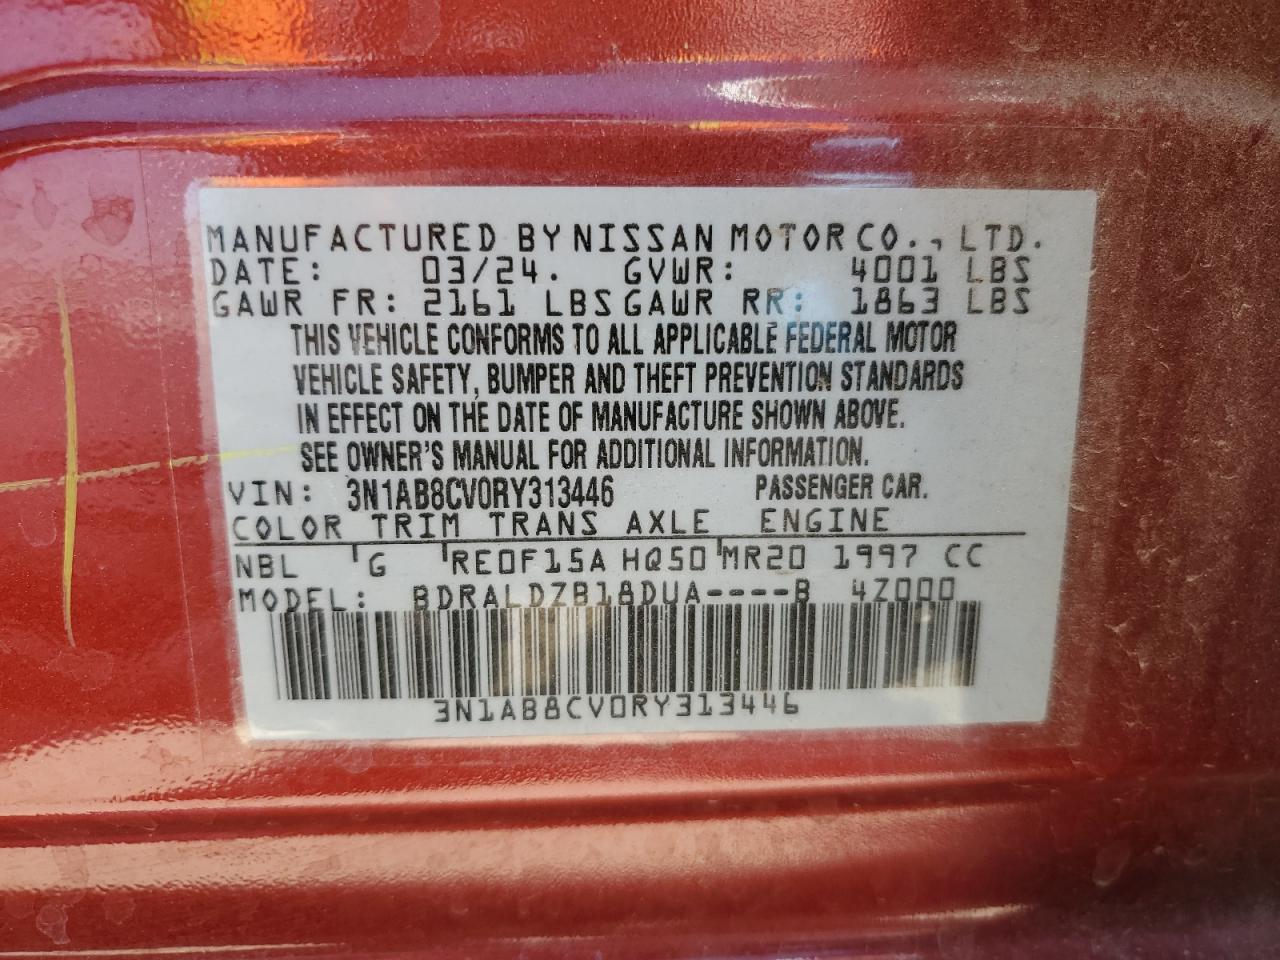 MANUFACTURED BY NISSAN MOTOR CO., LTD.
DATE: 03/24. GVWR: 4001 LBS
GAWR FR: 2161 LBS GAWR RR: 1863 LBS
THIS VEHICLE CONFORMS TO ALL APPLICABLE FEDERAL MOTOR
VEHICLE SAFETY, BUMPER AND THEFT PREVENTION STANDARDS
IN EFFECT ON THE DATE OF MANUFACTURE SHOWN ABOVE.
SEE OWNER'S MANUAL FOR ADDITIONAL INFORMATION.
VIN: 3N1AB8CV0RY313446 PASSENGER CAR.
COLOR TRIM TRANS AXLE ENGINE
NBL G RE0F15A HQ50 MR20 1997 CC
MODEL: BDRALDZB18DUA----B 4Z000
3N1AB8CV0RY313446